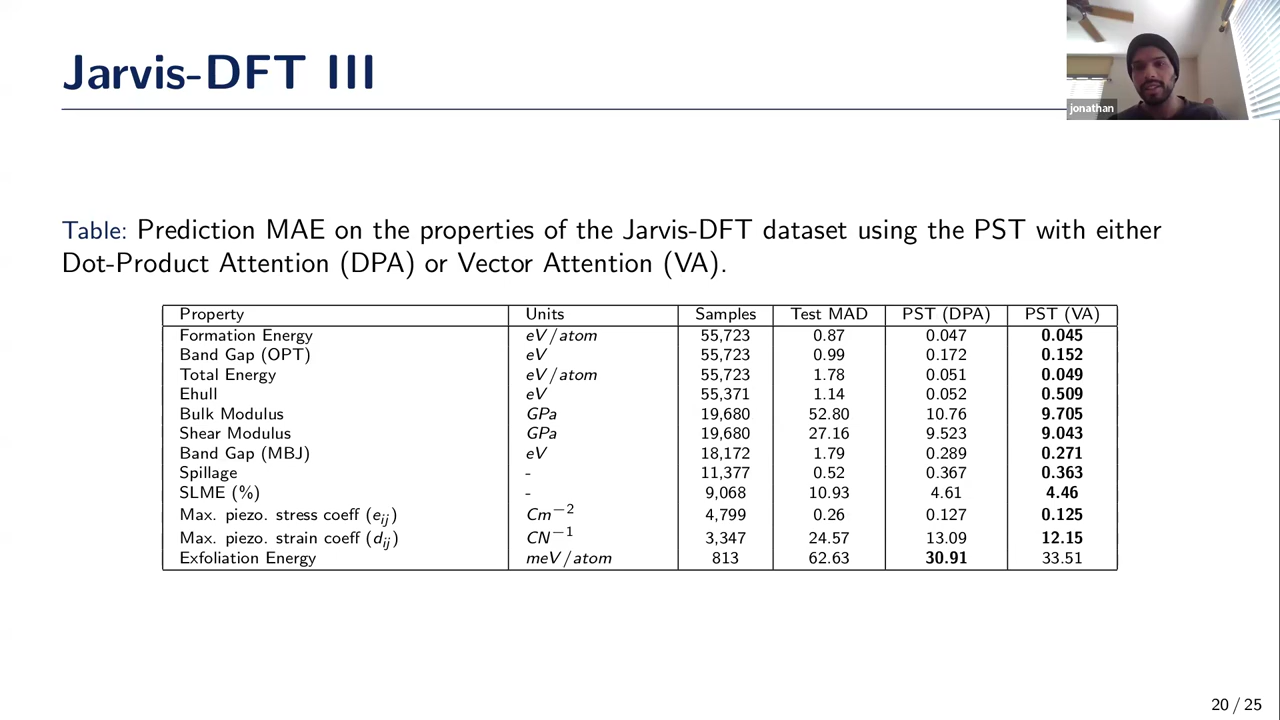 Jarvis-DFT III
jonathan
Table: Prediction MAE on the properties of the Jarvis-DFT dataset using the PST with either
Dot-Product Attention (DPA) or Vector Attention (VA).
Property Units Samples Test MAD PST (DPA) PST (VA)
Formation Energy eV/atom 55,723 0.87 0.047 0.045
Band Gap (OPT) eV 55,723 0.99 0.172 0.152
Total Energy eV/atom 55,723 1.78 0.051 0.049
Ehull eV 55,371 1.14 0.052 0.509
Bulk Modulus GPa 19,680 52.80 10.76 9.705
Shear Modulus GPa 19,680 27.16 9.523 9.043
Band Gap (MBJ) eV 18,172 1.79 0.289 0.271
Spillage - 11,377 0.52 0.367 0.363
SLME (%) - 9,068 10.93 4.61 4.46
Max. piezo. stress coeff (e_{ij}) Cm^{-2} 4,799 0.26 0.127 0.125
Max. piezo. strain coeff (d_{ij}) CN^{-1} 3,347 24.57 13.09 12.15
Exfoliation Energy meV/atom 813 62.63 30.91 33.51
20 / 25